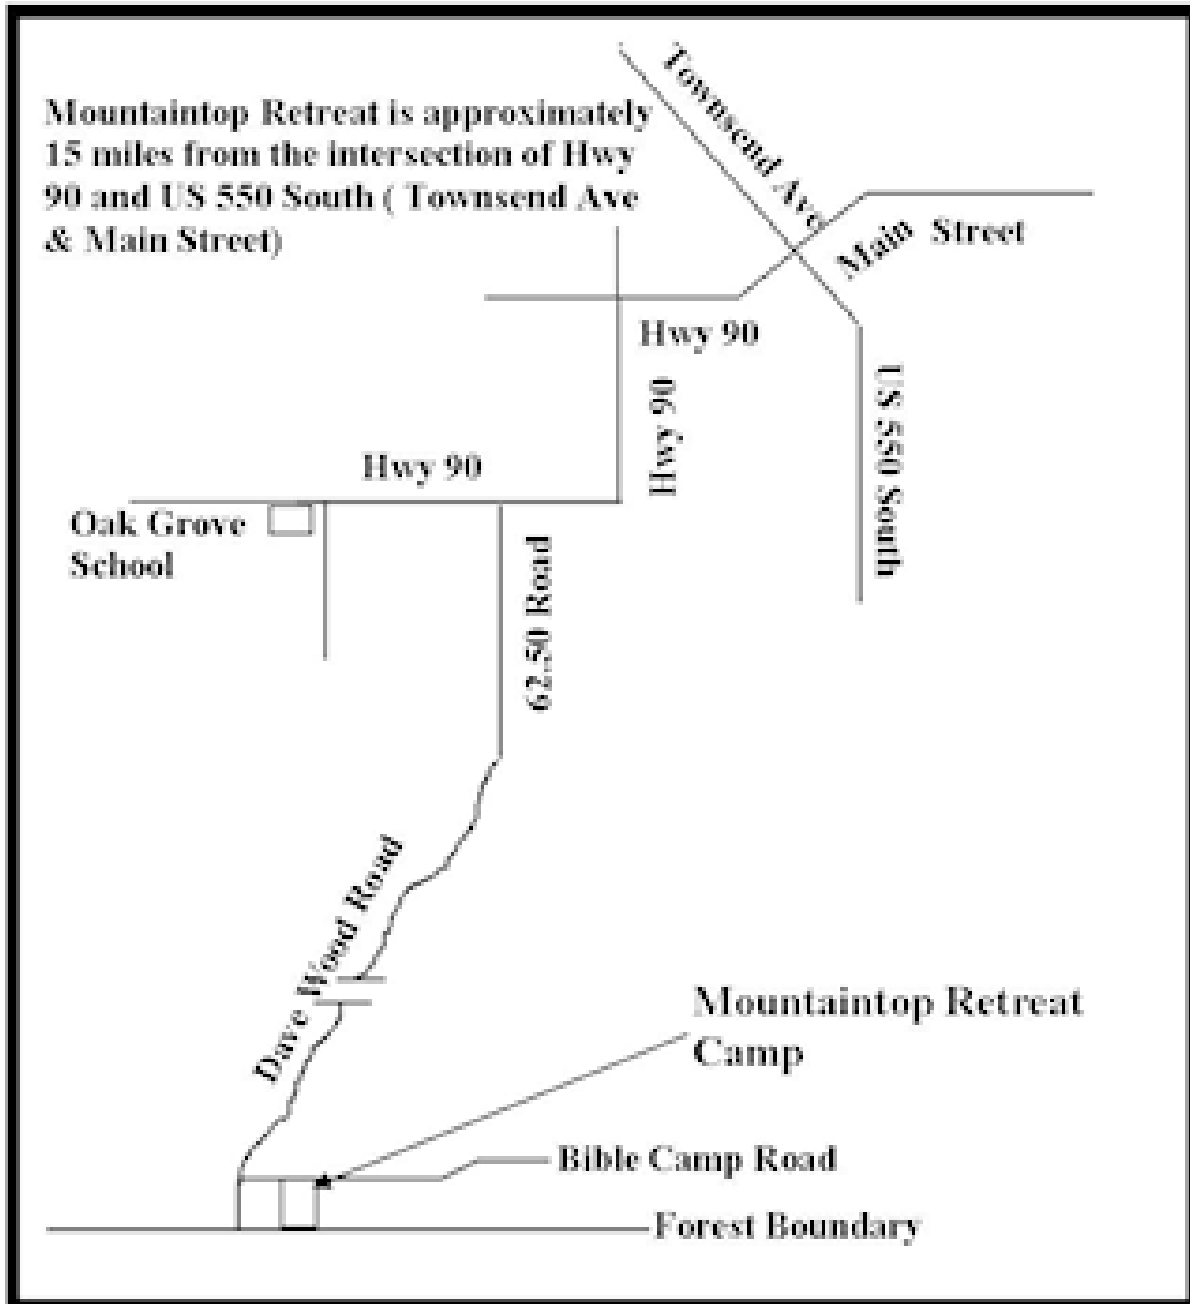 Mountaintop Retreat is approximately
15 miles from the intersection of Hwy
90 and US 550 South ( Townsend Ave
& Main Street)
Townsend Ave
Main Street
Hwy 90
Hwy 90
US 550 South
Hwy 90
Oak Grove
School
62.50 Road
Dave Wood Road
Mountaintop Retreat
Camp
Bible Camp Road
Forest Boundary